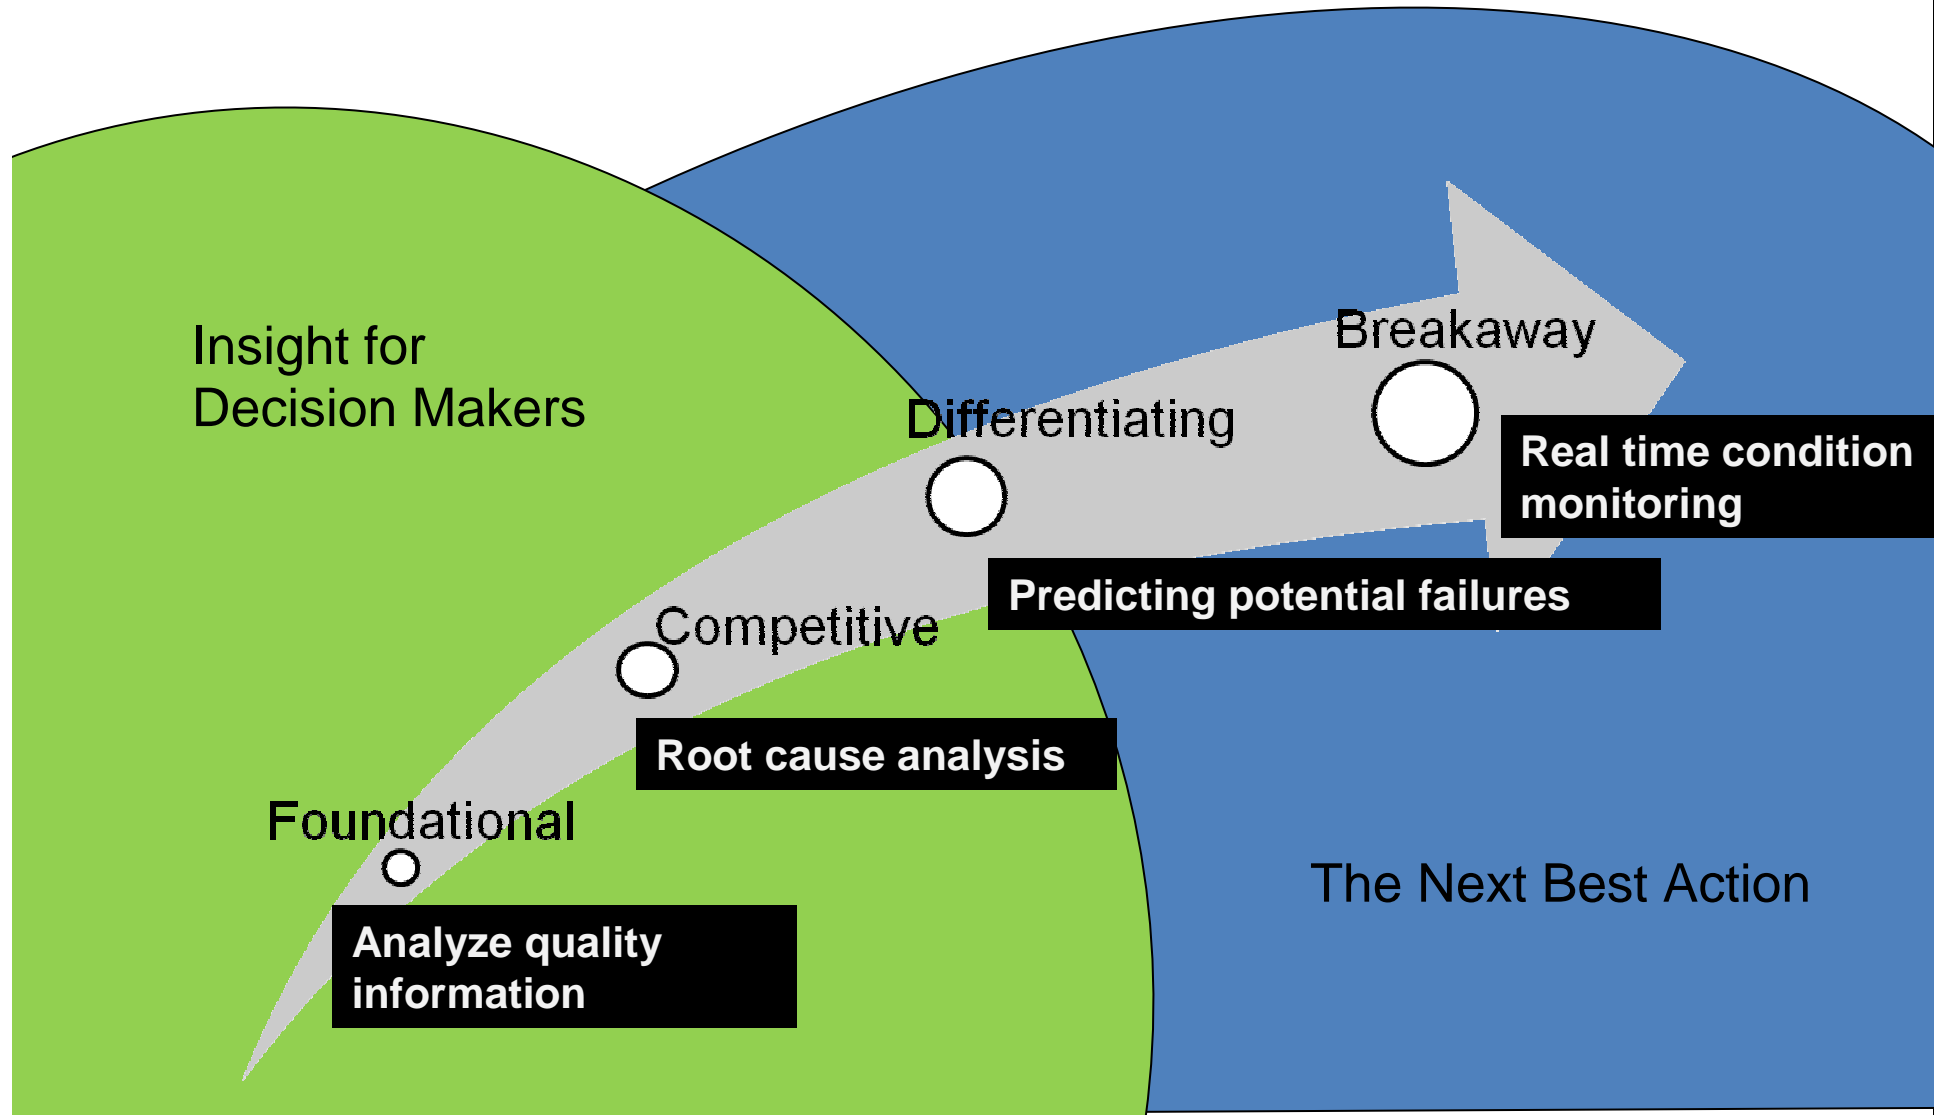 Insight for
Decision Makers
Breakaway
Differentiating
Real time condition
monitoring
Predicting potential failures
Competitive
Root cause analysis
Foundational
The Next Best Action
Analyze quality
information